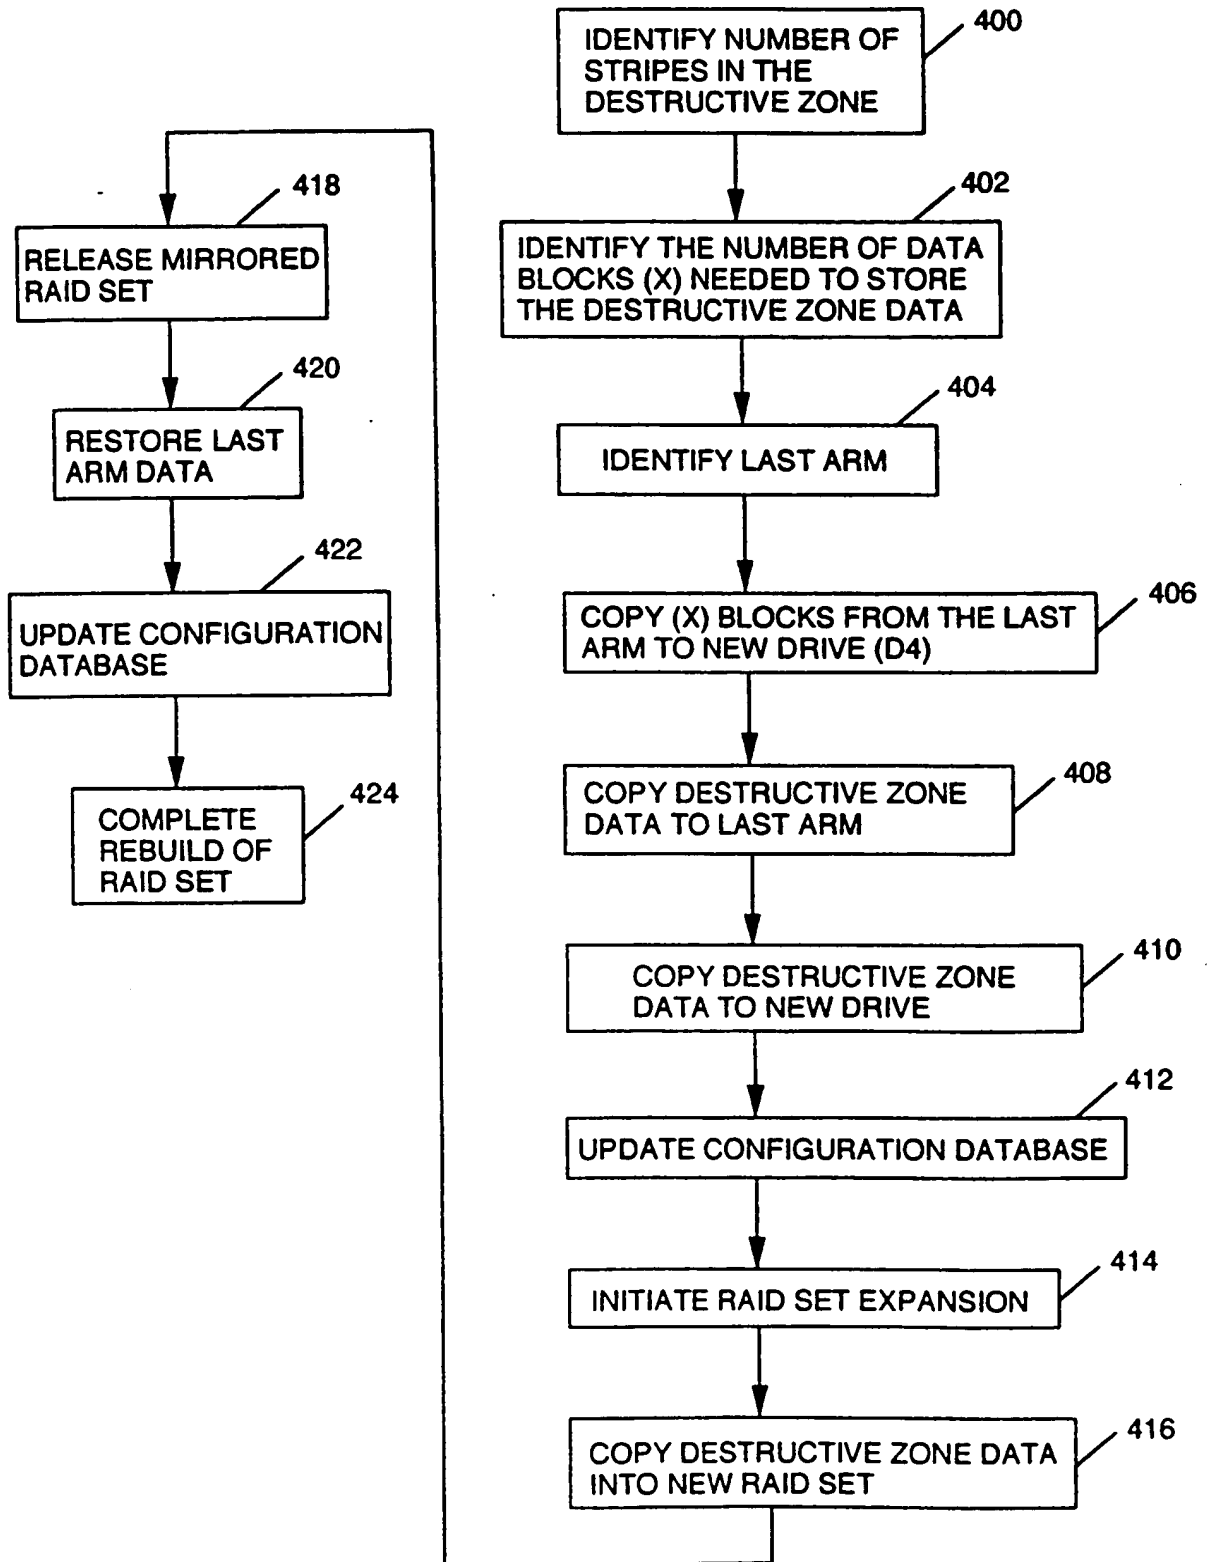 400
IDENTIFY NUMBER OF
STRIPES IN THE
DESTRUCTIVE ZONE
402
IDENTIFY THE NUMBER OF DATA
BLOCKS (X) NEEDED TO STORE
THE DESTRUCTIVE ZONE DATA
404
IDENTIFY LAST ARM
406
COPY (X) BLOCKS FROM THE LAST
ARM TO NEW DRIVE (D4)
408
COPY DESTRUCTIVE ZONE
DATA TO LAST ARM
410
COPY DESTRUCTIVE ZONE
DATA TO NEW DRIVE
412
UPDATE CONFIGURATION DATABASE
414
INITIATE RAID SET EXPANSION
416
COPY DESTRUCTIVE ZONE DATA
INTO NEW RAID SET
418
RELEASE MIRRORED
RAID SET
420
RESTORE LAST
ARM DATA
422
UPDATE CONFIGURATION
DATABASE
424
COMPLETE
REBUILD OF
RAID SET